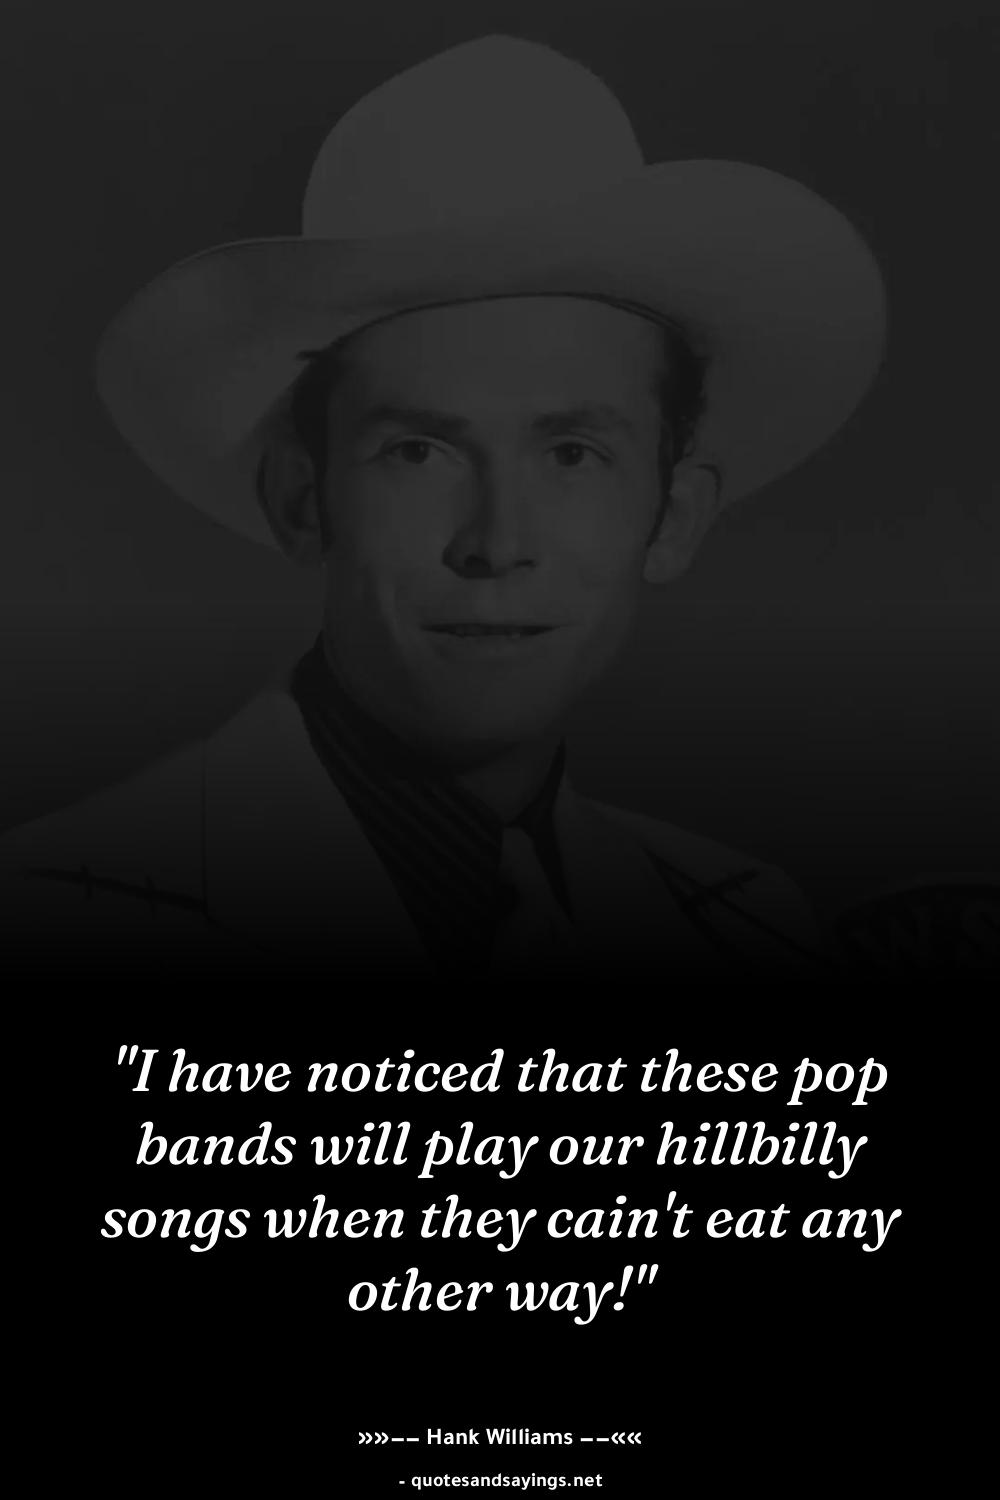 "I have noticed that these pop
bands will play our hillbilly
songs when they cain't eat any
other way!"
»»−− Hank Williams −−««
- quotesandsayings.net
WS